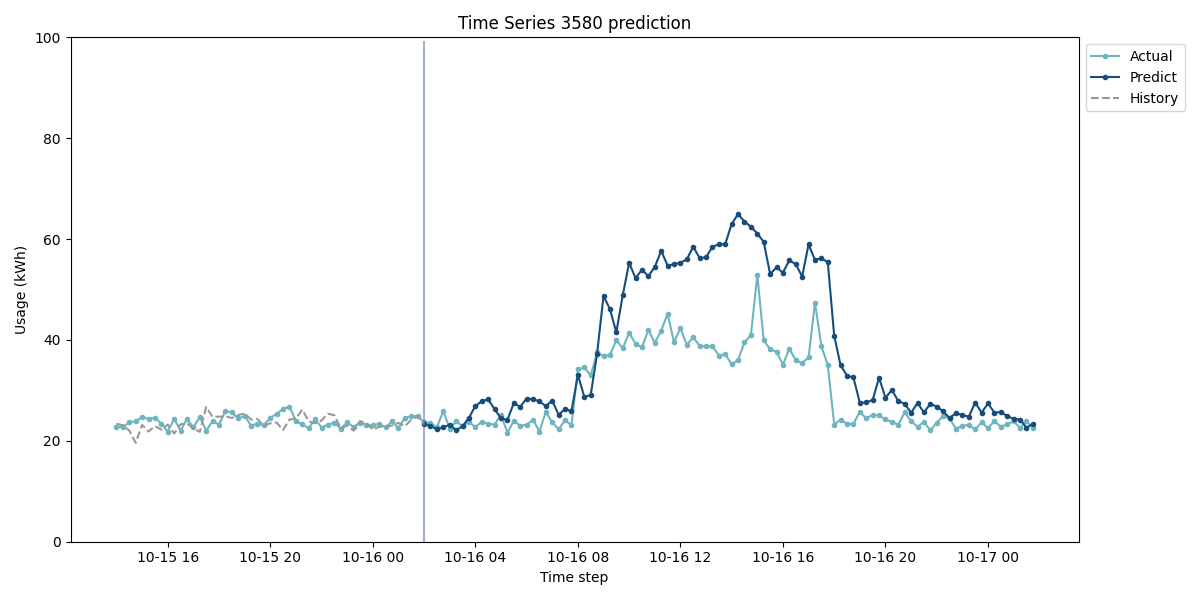 Time Series 3580 prediction
Usage (kWh)
100
80
60
40
20
0
10-15 16
10-15 20
10-16 00
10-16 04
10-16 08
10-16 12
10-16 16
10-16 20
10-17 00
Time step
Actual
Predict
History